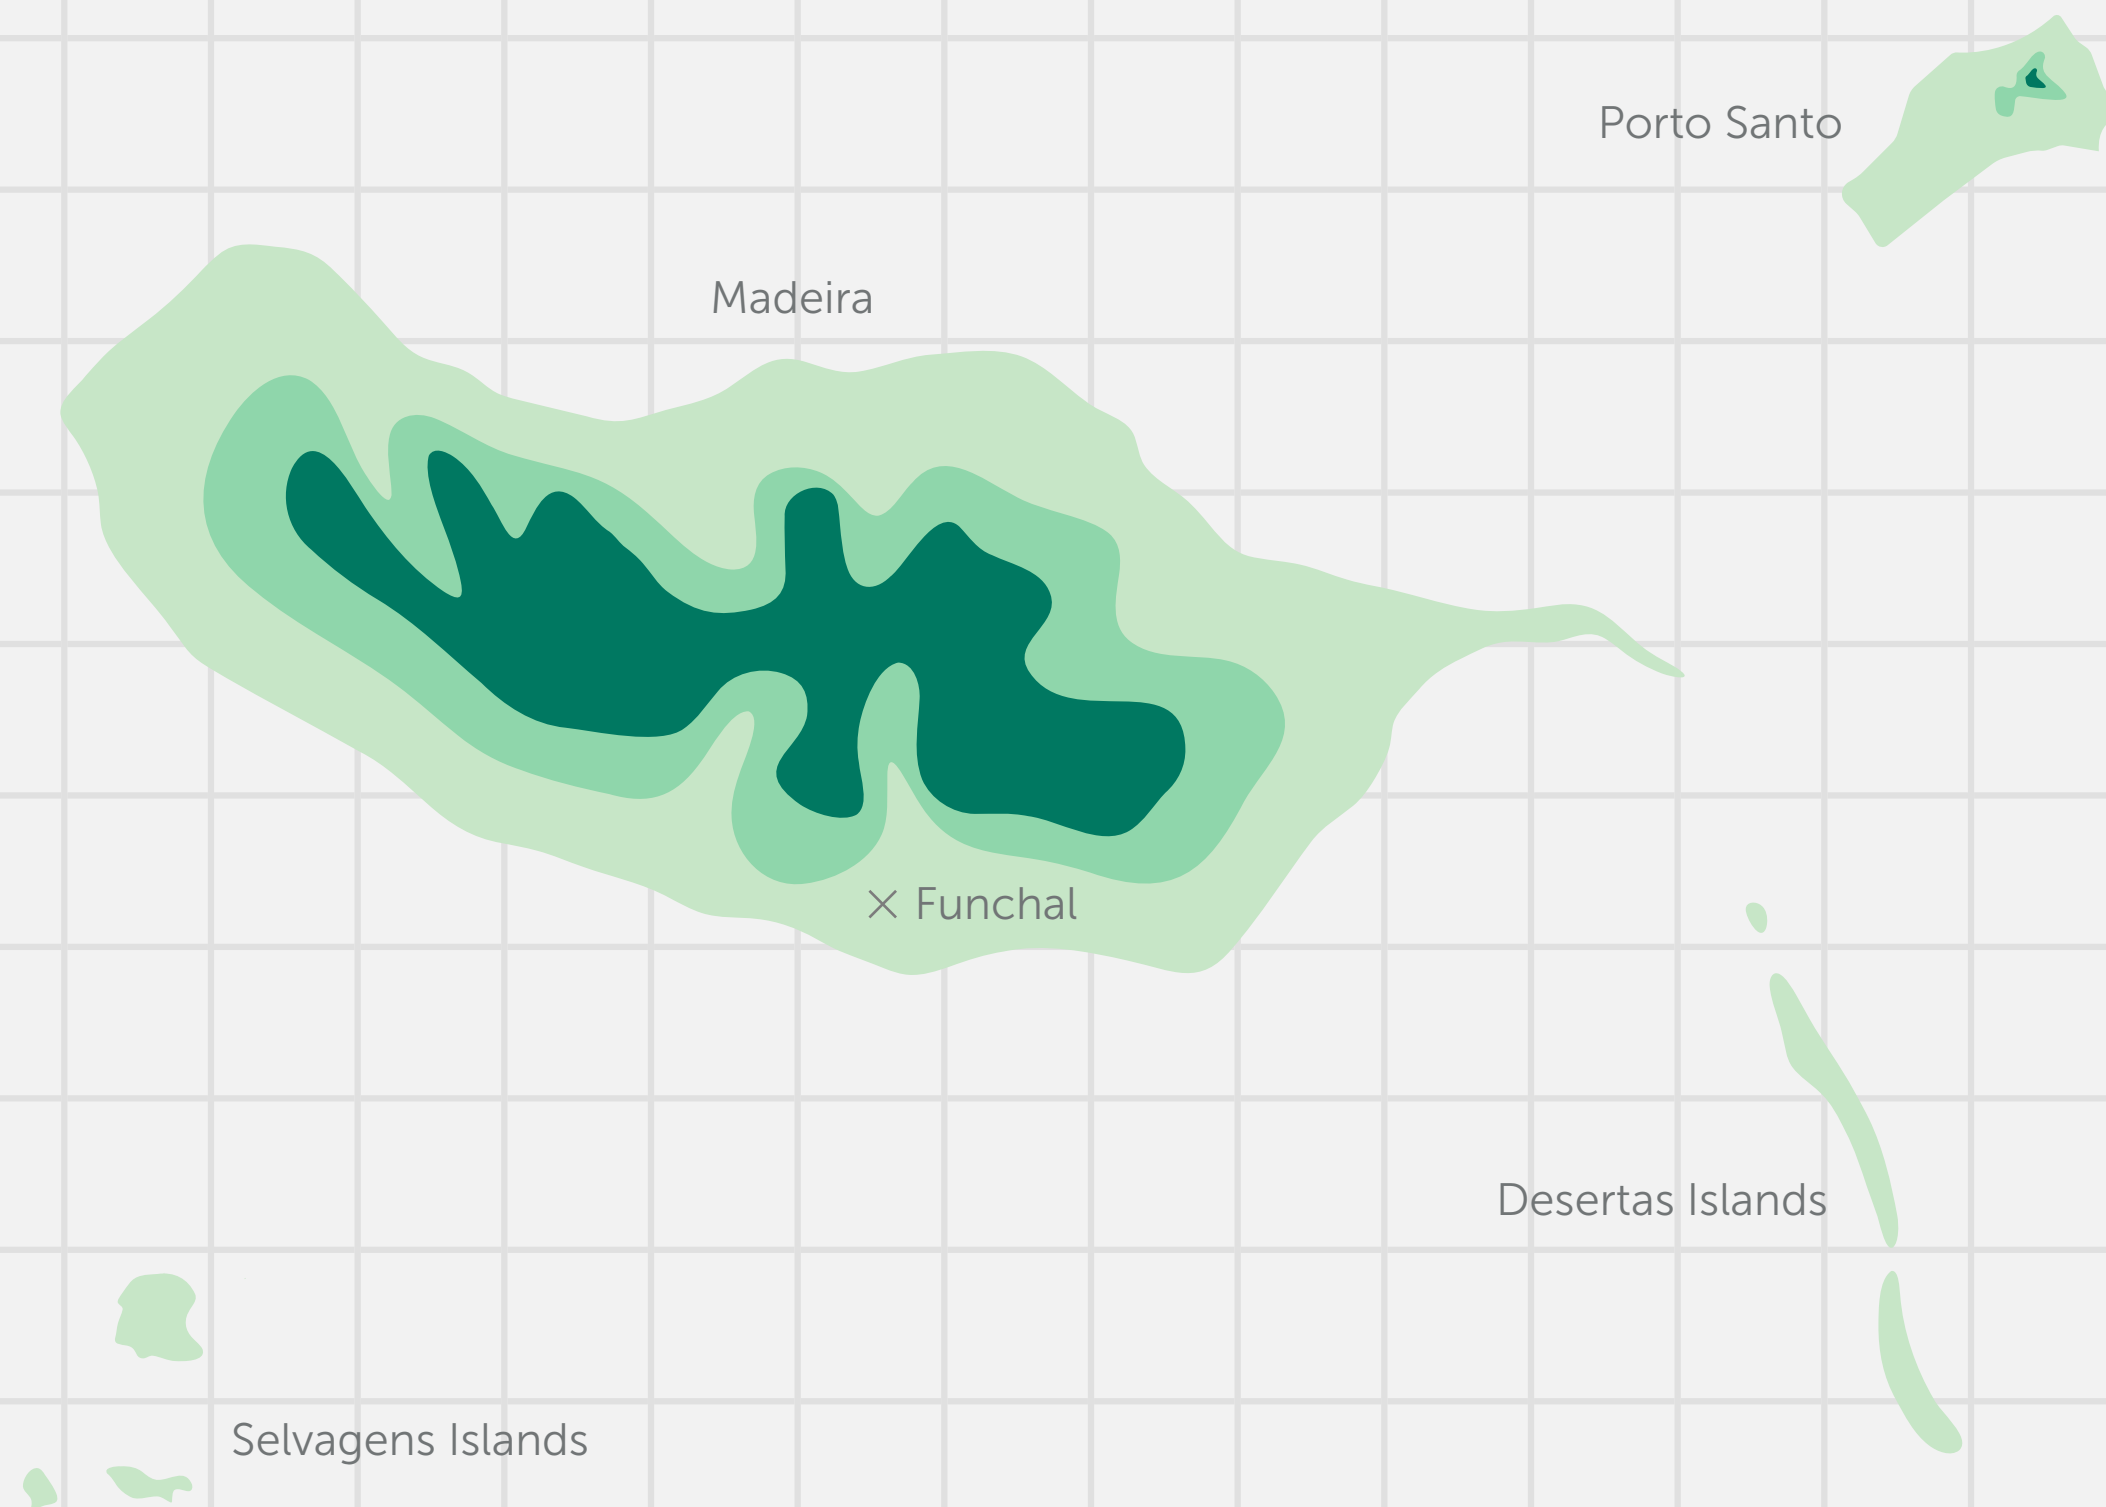 Porto Santo
Madeira
Funchal
Desertas Islands
Selvagens Islands